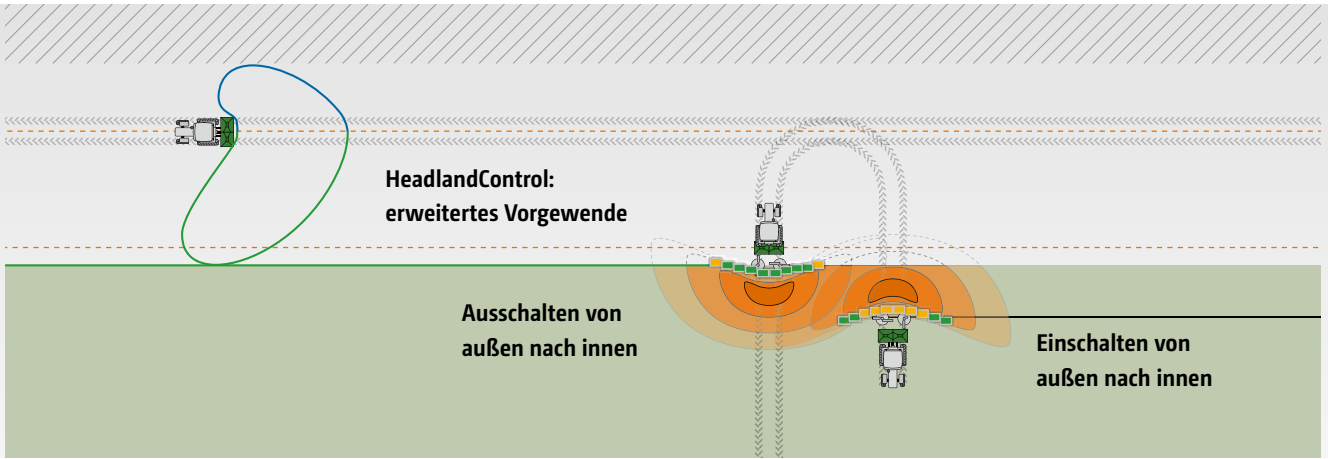 HeadlandControl:
erweitertes Vorgewende
Ausschalten von
außen nach innen
Einschalten von
außen nach innen